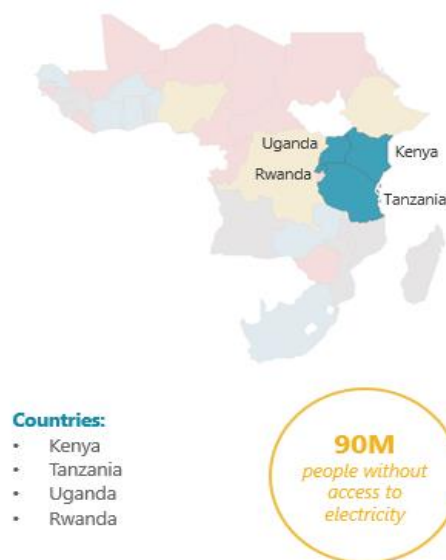 Uganda
Kenya
Rwanda
Tanzania
Countries:
• Kenya
• Tanzania
• Uganda
• Rwanda
90M
people without
access to
electricity